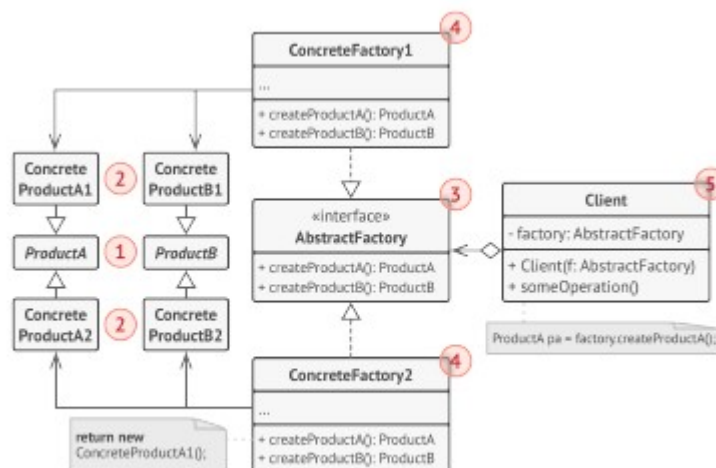 ConcreteFactory1
4
...
+ createProductA(): ProductA
+ createProductB(): ProductB
Concrete
ProductA1
2
Concrete
ProductB1
«interface»
AbstractFactory
3
+ createProductA(): ProductA
+ createProductB(): ProductB
Client
5
- factory: AbstractFactory
+ Client(f: AbstractFactory)
+ someOperation()
ProductA
1
ProductB
Concrete
ProductA2
2
Concrete
ProductB2
ProductA pa = factory.createProductA();
ConcreteFactory2
4
...
+ createProductA(): ProductA
+ createProductB(): ProductB
return new
ConcreteProductA1();